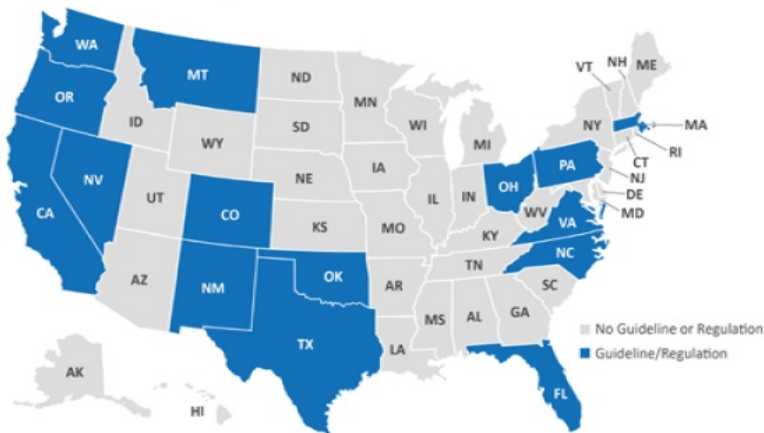 WA
MT
ND
MN
VT
NH
ME
OR
ID
WY
SD
WI
MI
NY
MA
RI
CT
NJ
DE
MD
NV
UT
CO
NE
IA
IL
IN
OH
PA
WV
VA
CA
KS
MO
KY
NC
TN
AZ
NM
OK
AR
SC
MS
AL
GA
TX
LA
No Guideline or Regulation
Guideline/Regulation
AK
HI
FL